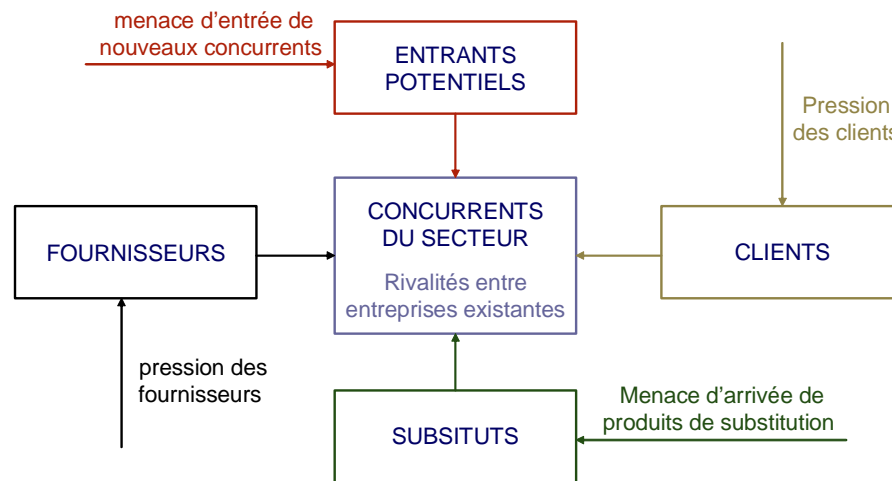 menace d’entrée de
nouveaux concurrents
ENTRANTS
POTENTIELS
Pression
des clients
FOURNISSEURS
CONCURRENTS
DU SECTEUR
Rivalités entre
entreprises existantes
CLIENTS
pression des
fournisseurs
SUBSITUTS
Menace d’arrivée de
produits de substitution